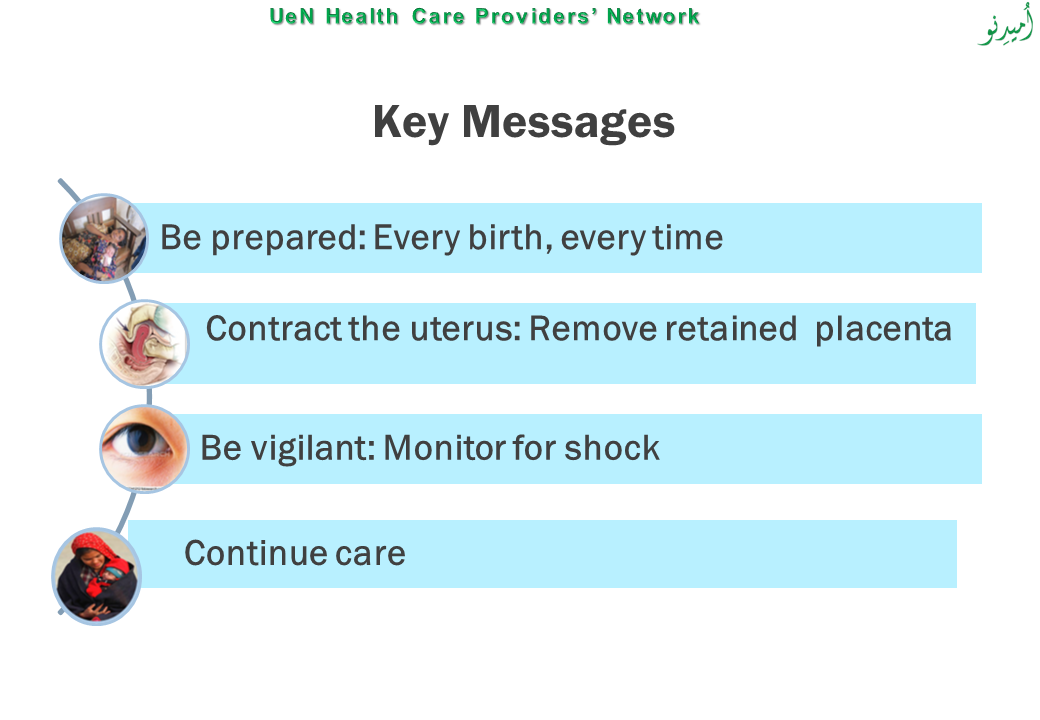 UeN Health Care Providers’ Network
اُمیدِنو
Key Messages
Be prepared: Every birth, every time
Contract the uterus: Remove retained placenta
Be vigilant: Monitor for shock
Continue care